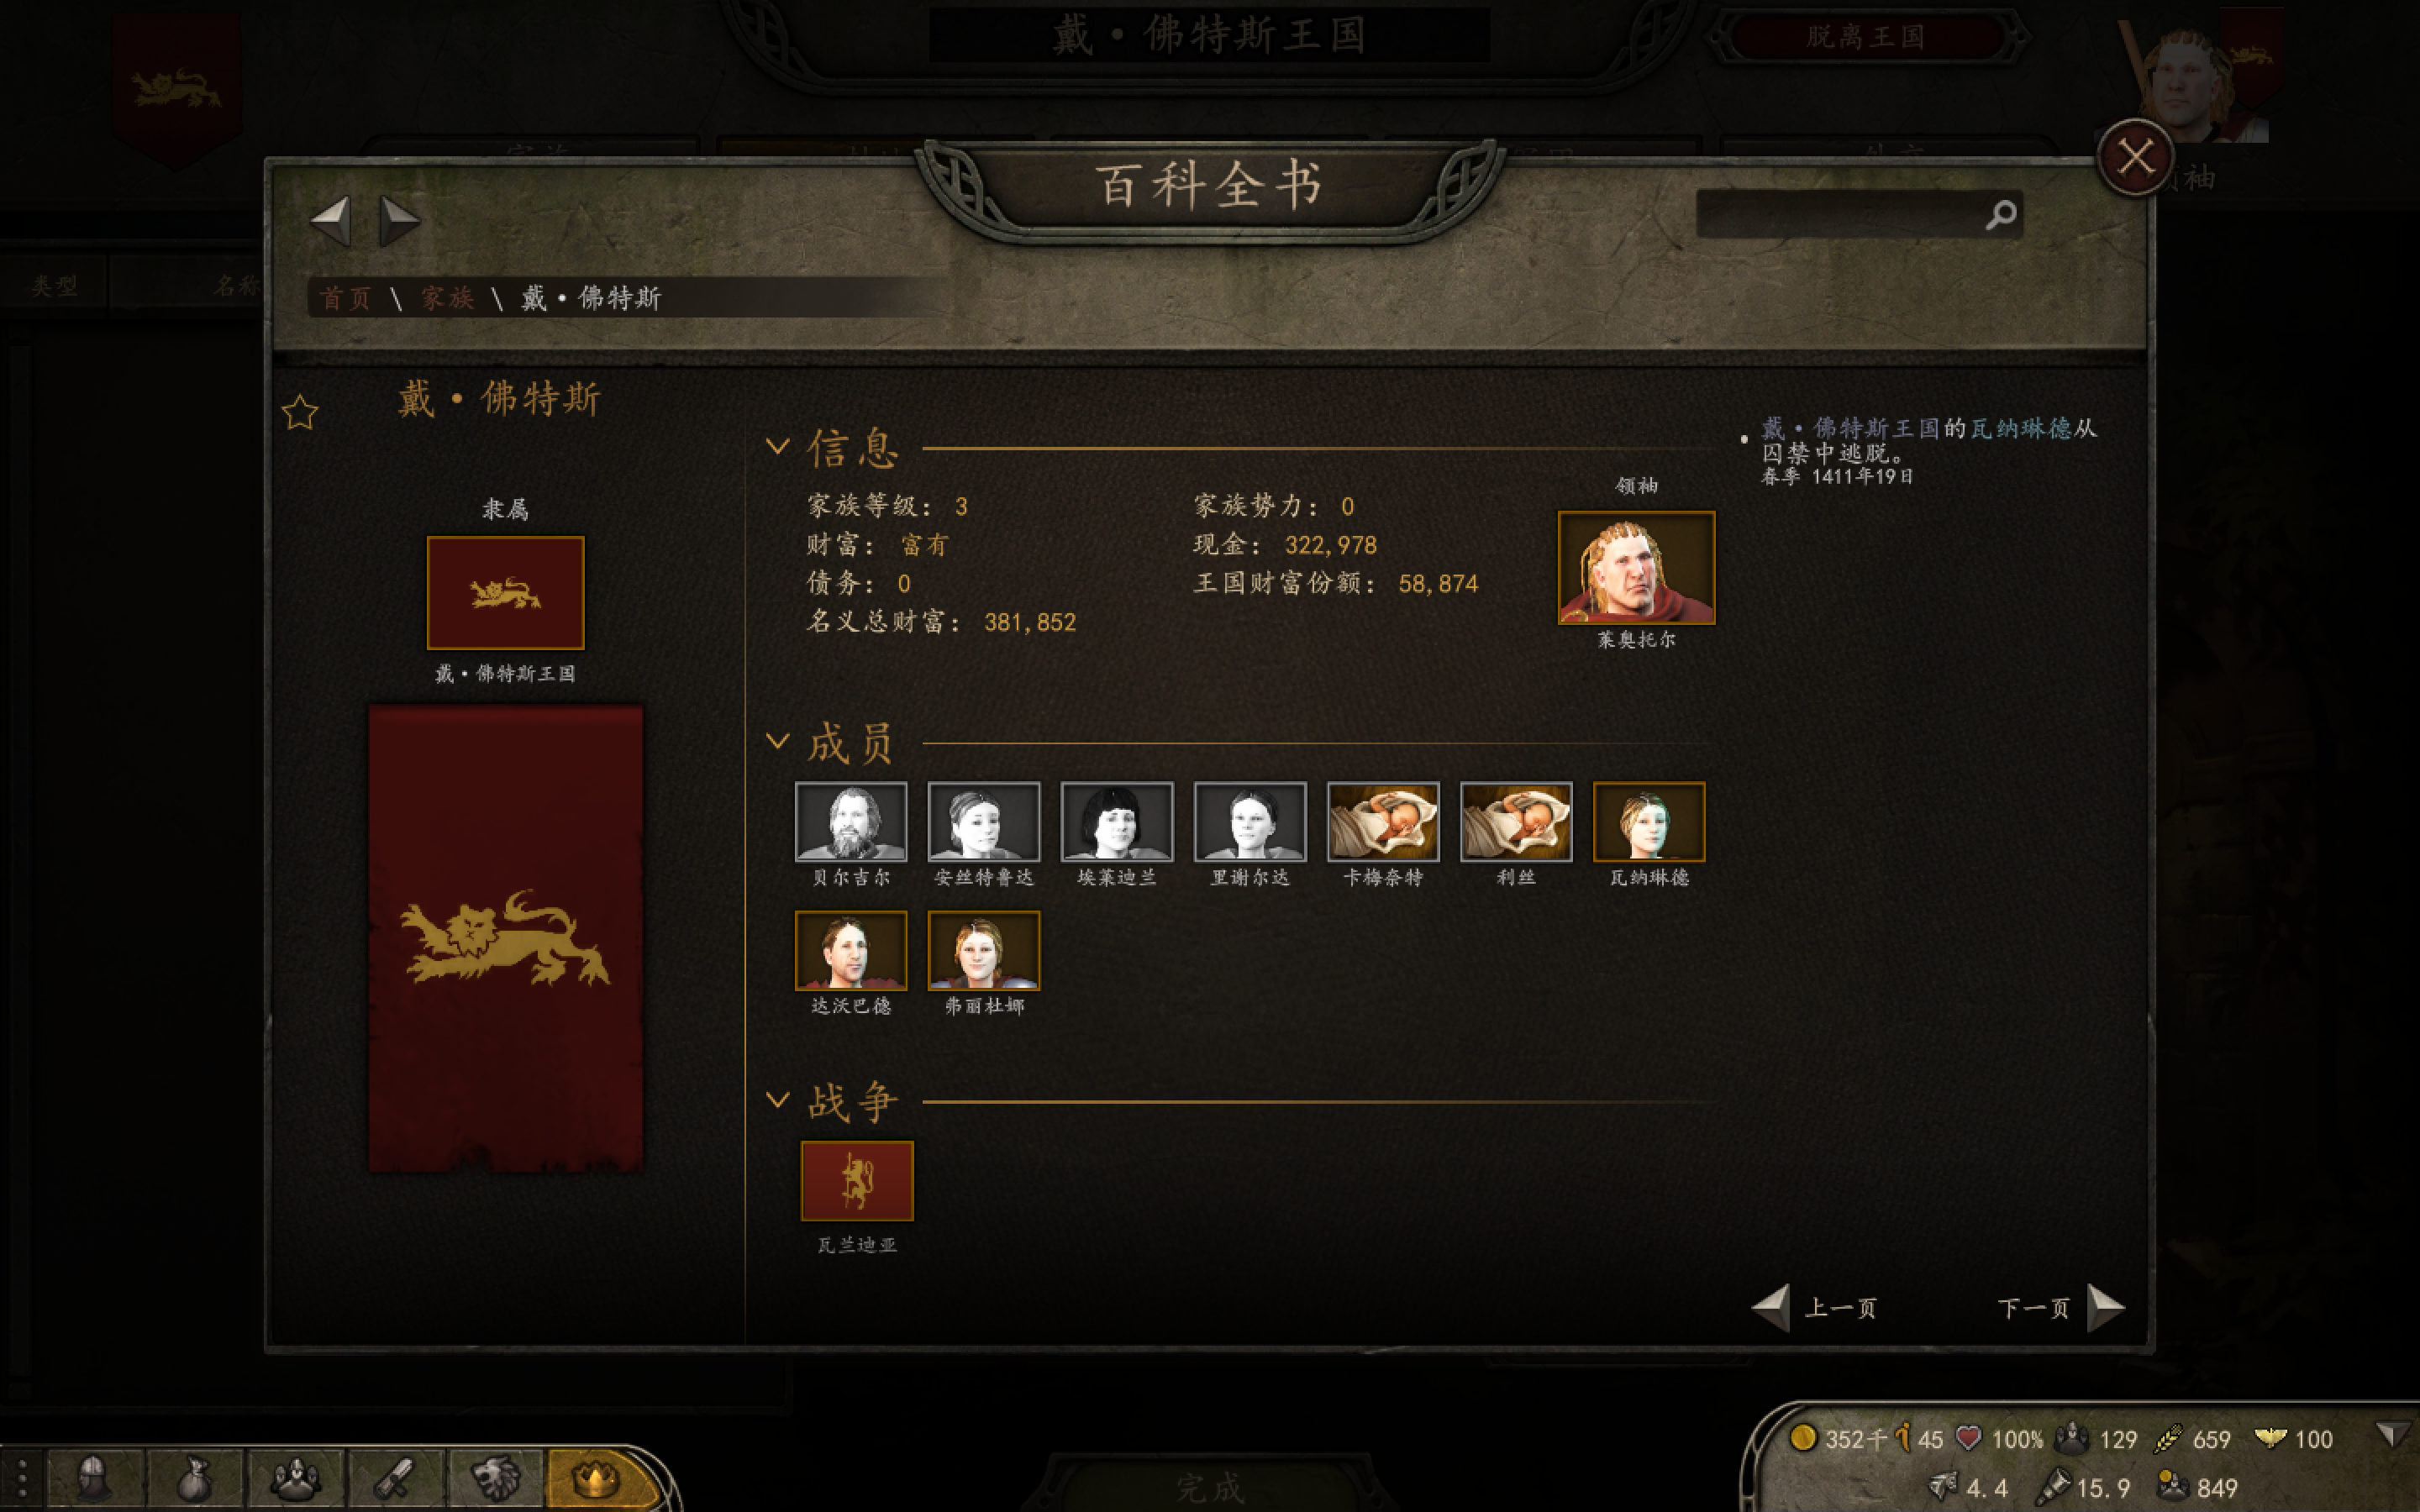 戴·佛特斯王国
脱离王国
百科全书
领袖
类型
名称
首页 \ 家族 \ 戴·佛特斯
戴·佛特斯
隶属
戴·佛特斯王国
信息
家族等级: 3
家族势力: 0
财富: 富有
现金: 322,978
债务: 0
王国财富份额: 58,874
名义总财富: 381,852
领袖
莱奥托尔
戴·佛特斯王国的瓦纳琳德从
囚禁中逃脱。
春季 1411年19日
成员
贝尔吉尔 安丝特鲁达 埃莱迪兰 里谢尔达 卡梅奈特 利丝 瓦纳琳德
达沃巴德 弗丽杜娜
战争
瓦兰迪亚
上一页 下一页
完成
352千 45 100% 129 659 100
4.4 15.9 849